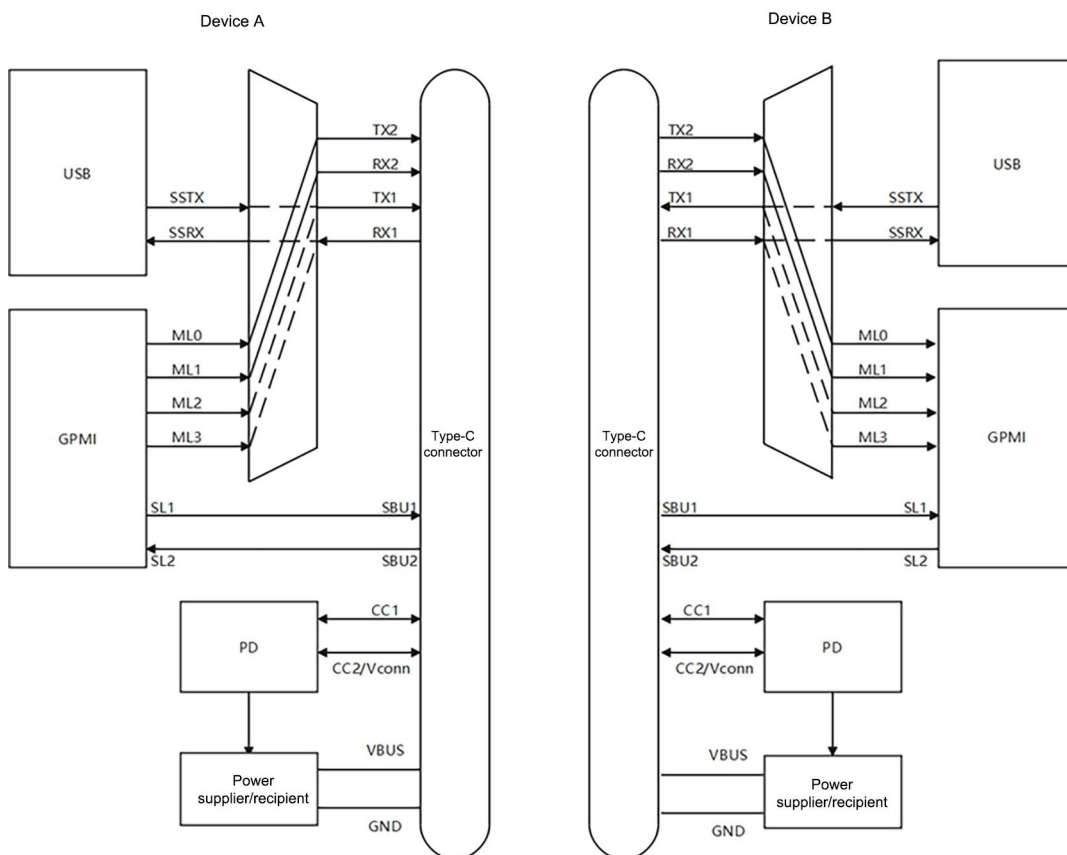 Device A
Device B
USB
SSTX
SSRX
TX2
RX2
TX1
RX1
GPMI
ML0
ML1
ML2
ML3
SL1
SBU1
SL2
SBU2
Type-C
connector
PD
CC1
CC2/Vconn
Power
supplier/recipient
VBUS
GND
TX2
RX2
TX1
RX1
SSTX
SSRX
USB
ML0
ML1
ML2
ML3
GPMI
Type-C
connector
SBU1
SL1
SBU2
SL2
CC1
CC2/Vconn
PD
VBUS
GND
Power
supplier/recipient